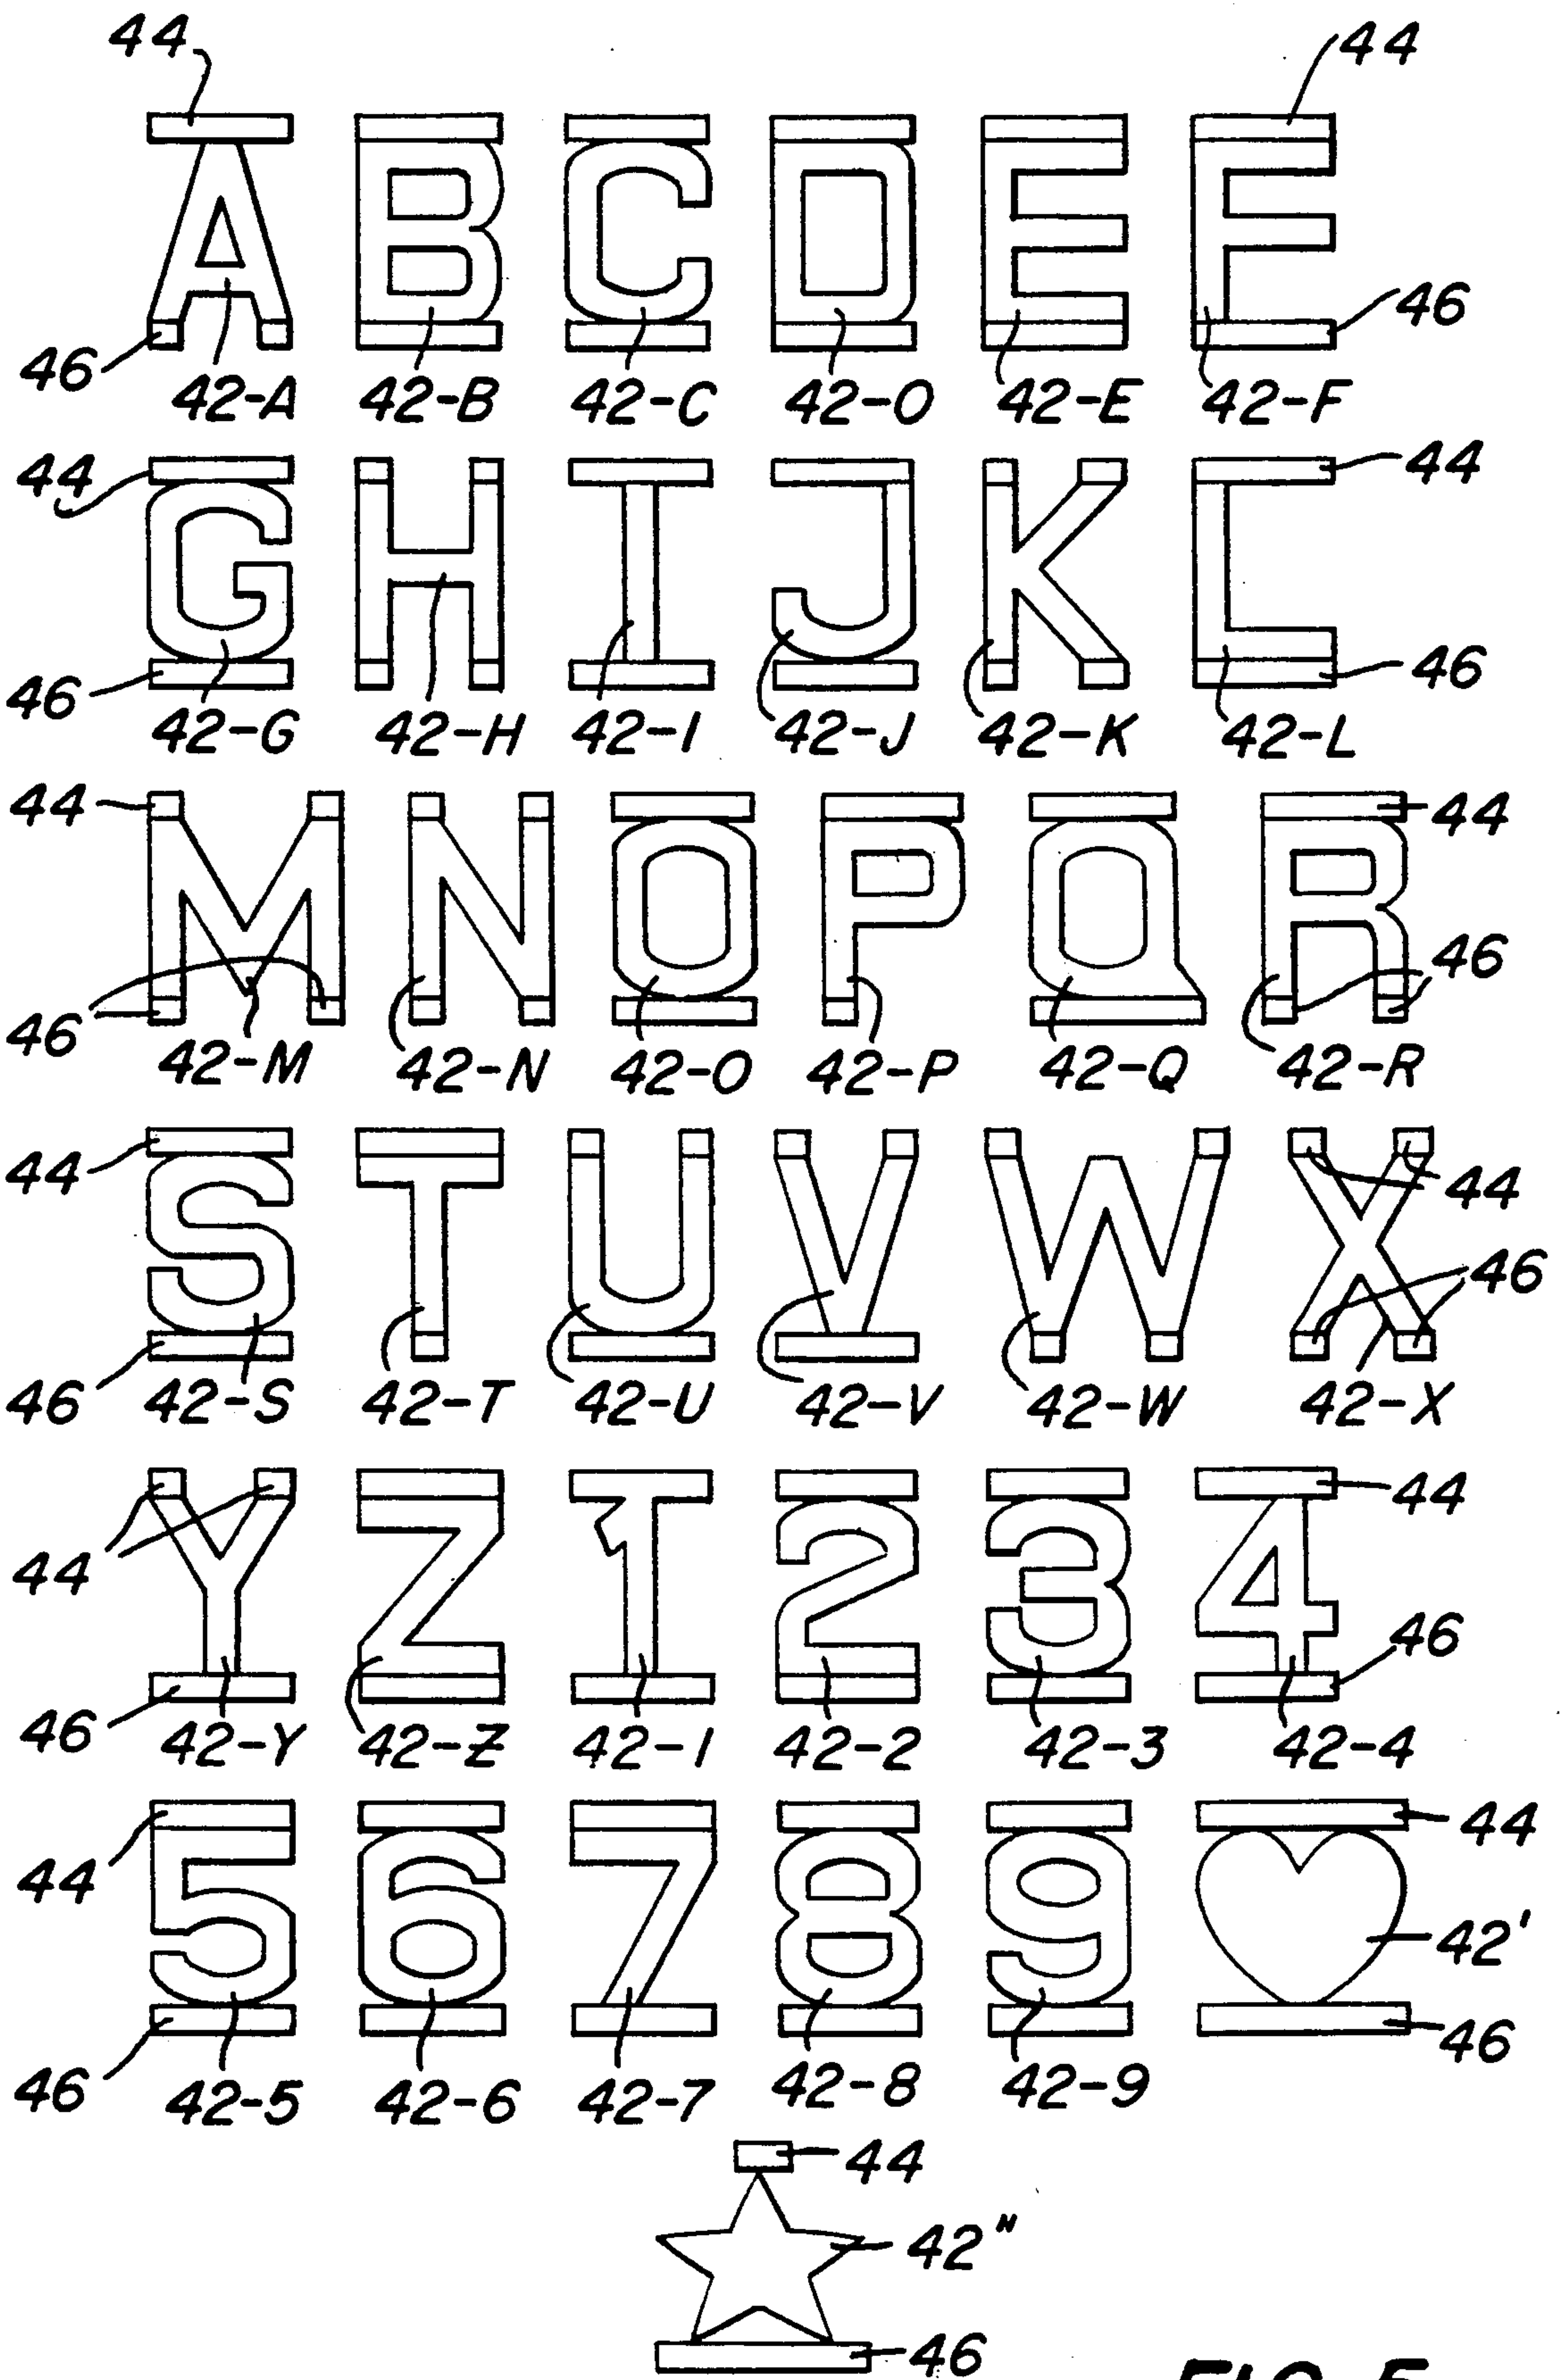 44 44
A B C D E F
46 46
42-A 42-B 42-C 42-O 42-E 42-F
44 G H I J K L 44
46 46
42-G 42-H 42-I 42-J 42-K 42-L
44 M N O P Q R 44
46 46
42-M 42-N 42-O 42-P 42-Q 42-R
44 S T U V W X 44
46
46 42-S 42-T 42-U 42-V 42-W 42-X
44 Y Z 1 2 3 4 44
46
46 42-Y 42-Z 42-1 42-2 42-3 42-4
44 5 6 7 8 9 44
42'
46 46
42-5 42-6 42-7 42-8 42-9
44
42"
46